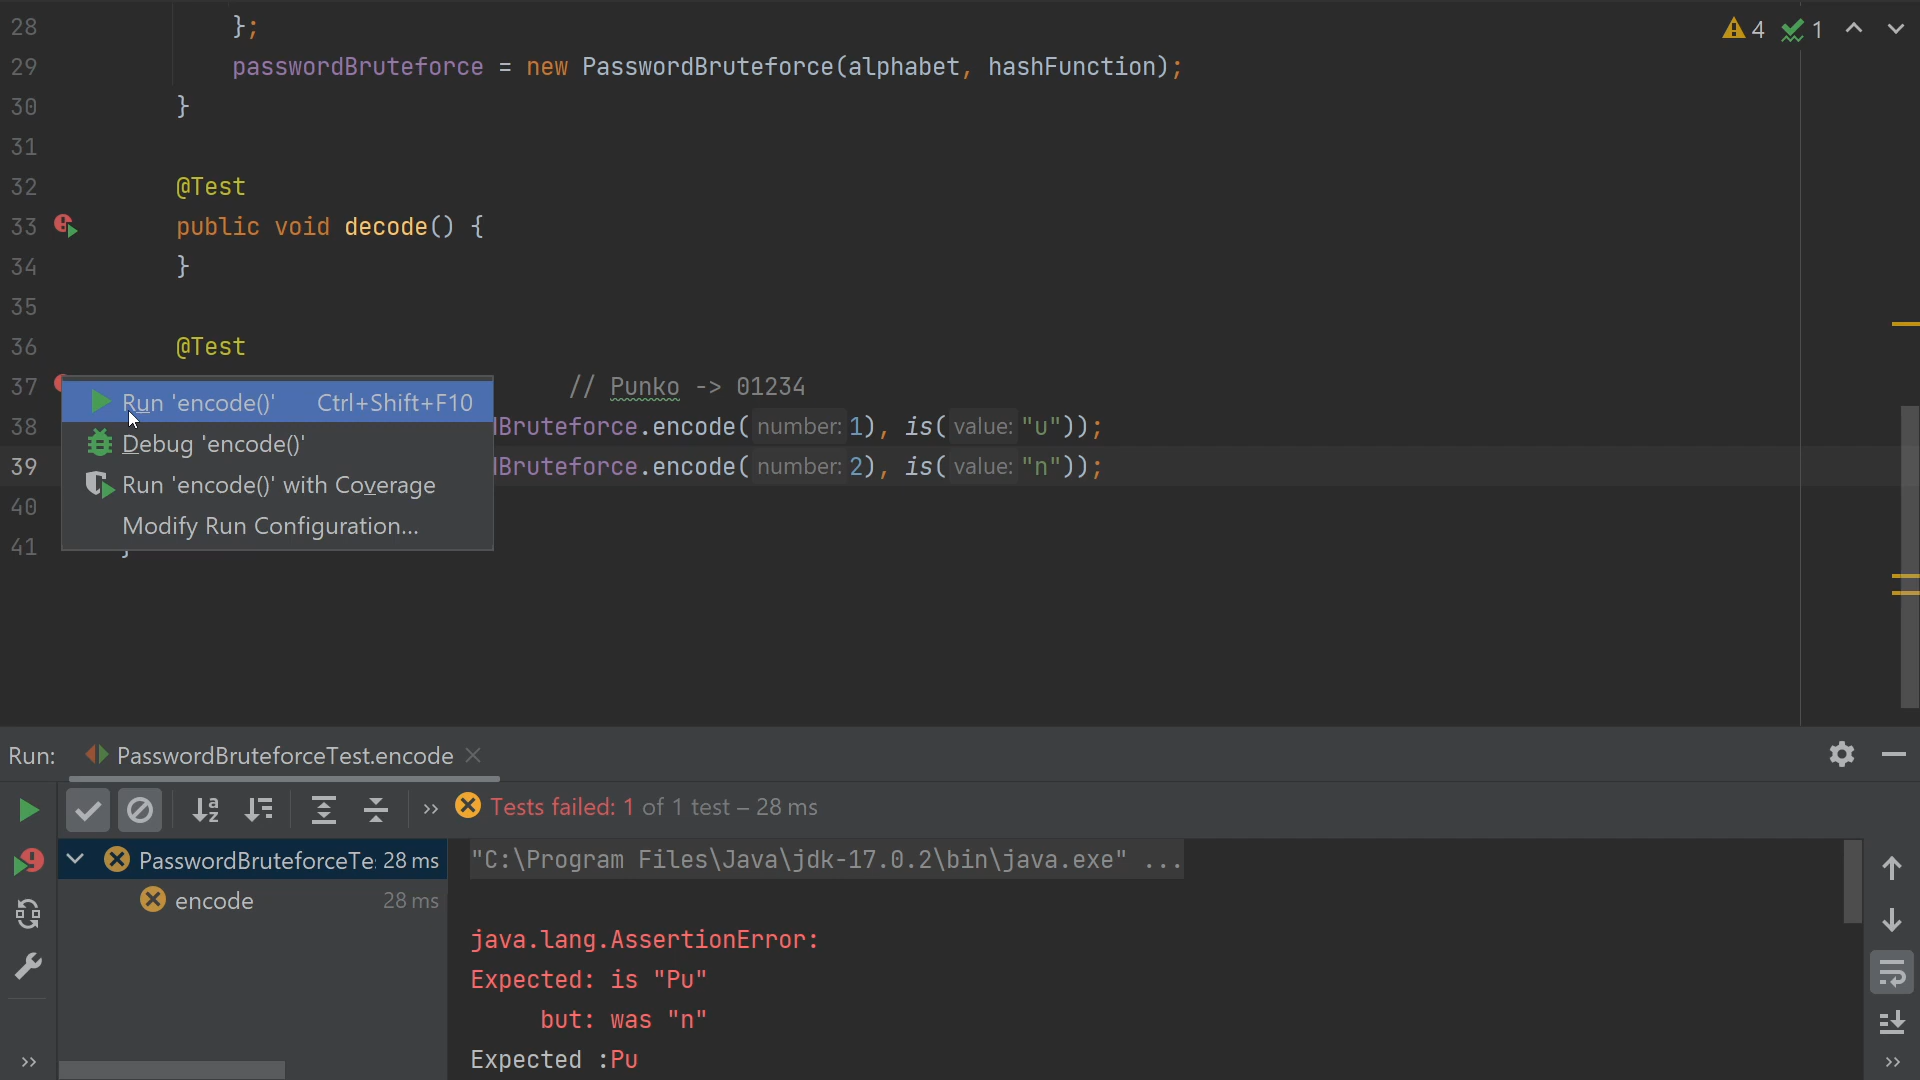 28 };
29 passwordBruteforce = new PasswordBruteforce(alphabet, hashFunction);
30 }
31
32 @Test
33 public void decode() {
34 }
35
36 @Test
37 // Punko -> 01234
38 Bruteforce.encode( number: 1), is( value: "u"));
39 Bruteforce.encode( number: 2), is( value: "n"));
40
41 }
4 1
Run 'encode()' Ctrl+Shift+F10
Debug 'encode()'
Run 'encode()' with Coverage
Modify Run Configuration...
Run: PasswordBruteforceTest.encode
Tests failed: 1 of 1 test – 28 ms
PasswordBruteforceTe 28 ms
encode 28 ms
"C:\Program Files\Java\jdk-17.0.2\bin\java.exe" ...
java.lang.AssertionError:
Expected: is "Pu"
but: was "n"
Expected :Pu